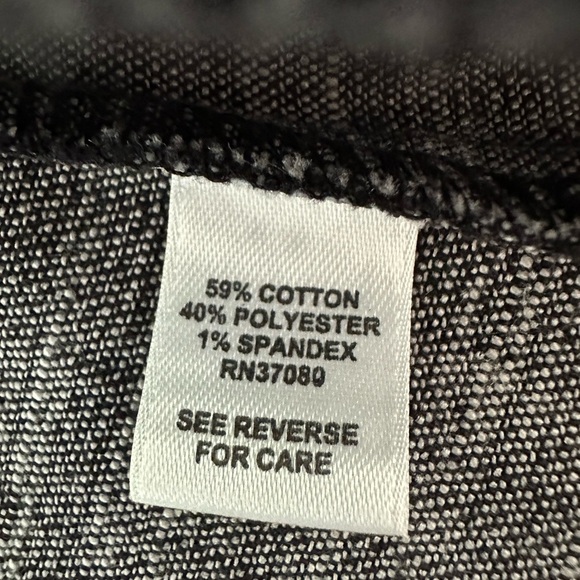 59% COTTON
40% POLYESTER
1% SPANDEX
RN37080
SEE REVERSE
FOR CARE